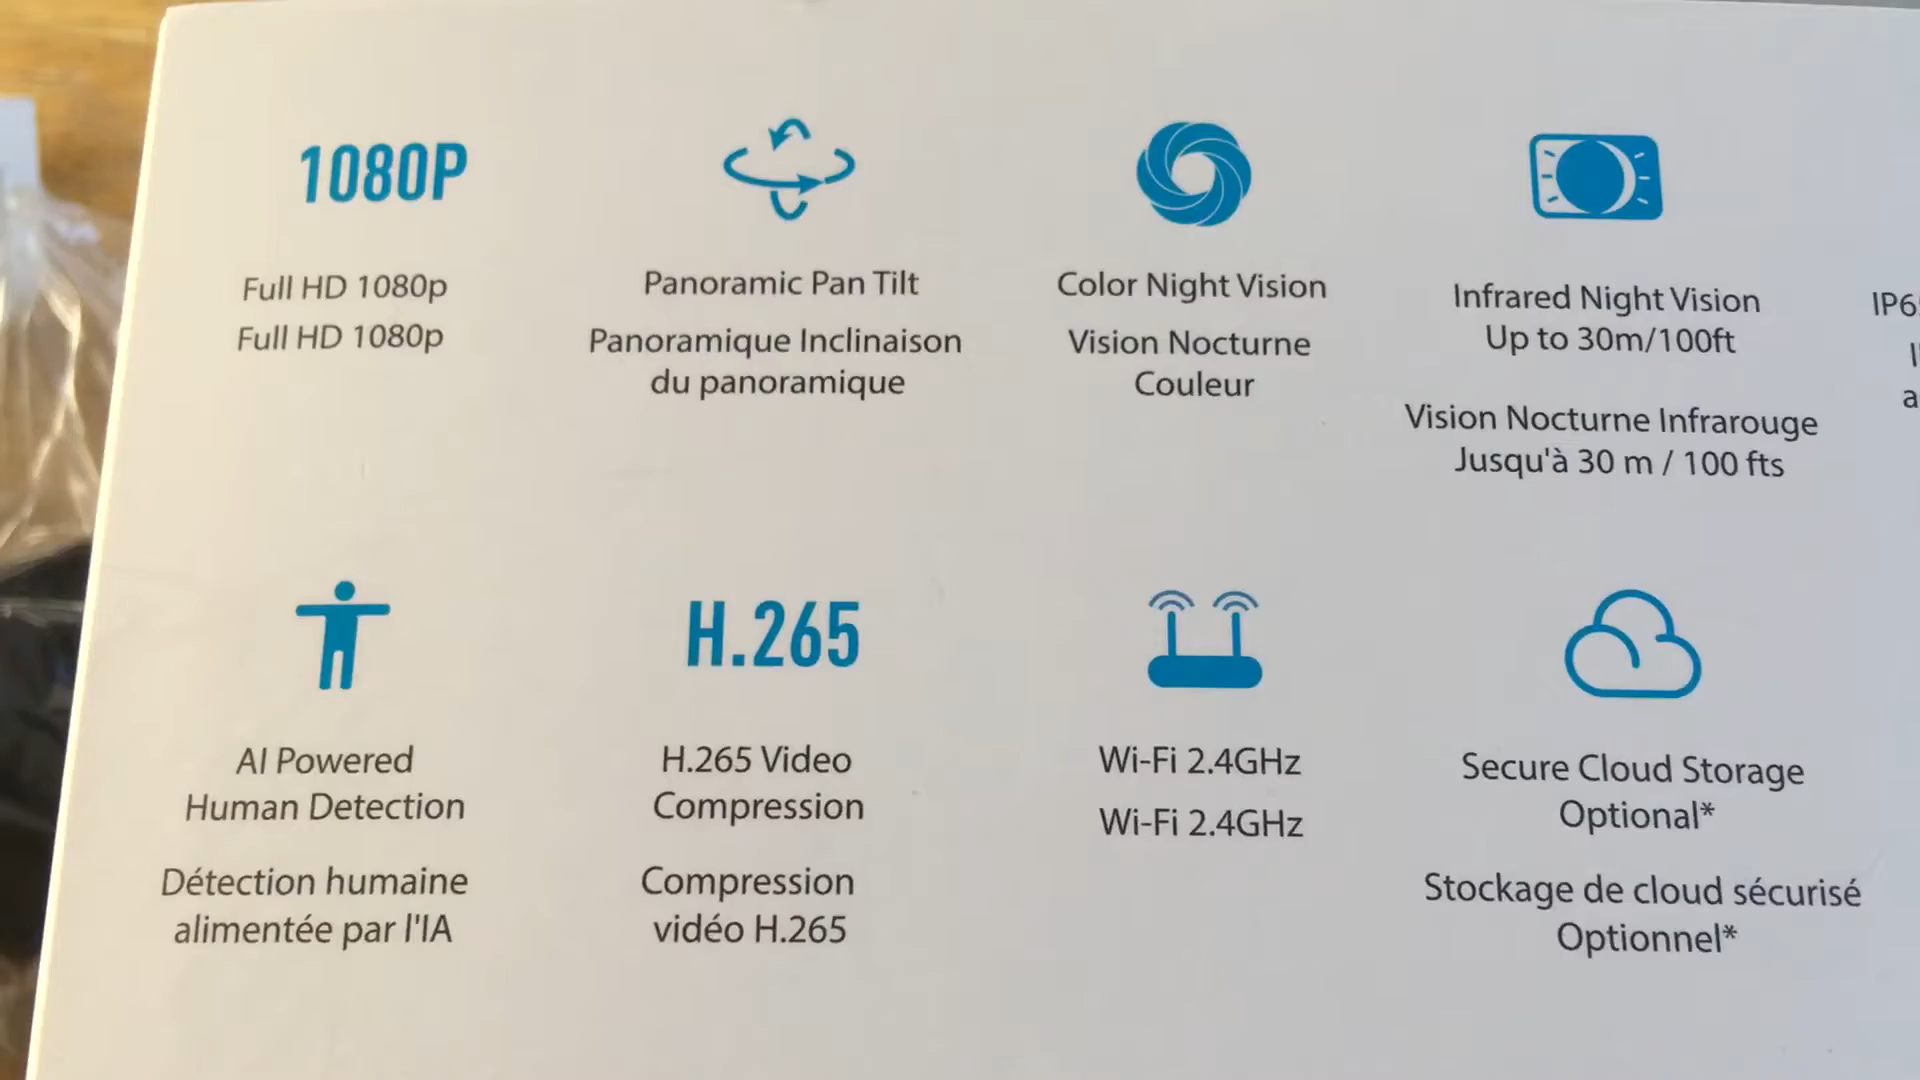 1080P
Full HD 1080p
Full HD 1080p
Panoramic Pan Tilt
Panoramique Inclinaison
du panoramique
Color Night Vision
Vision Nocturne
Couleur
Infrared Night Vision
Up to 30m/100ft
Vision Nocturne Infrarouge
Jusqu'à 30 m / 100 fts
AI Powered
Human Detection
Détection humaine
alimentée par l'IA
H.265
H.265 Video
Compression
Compression
vidéo H.265
Wi-Fi 2.4GHz
Wi-Fi 2.4GHz
Secure Cloud Storage
Optional*
Stockage de cloud sécurisé
Optionnel*